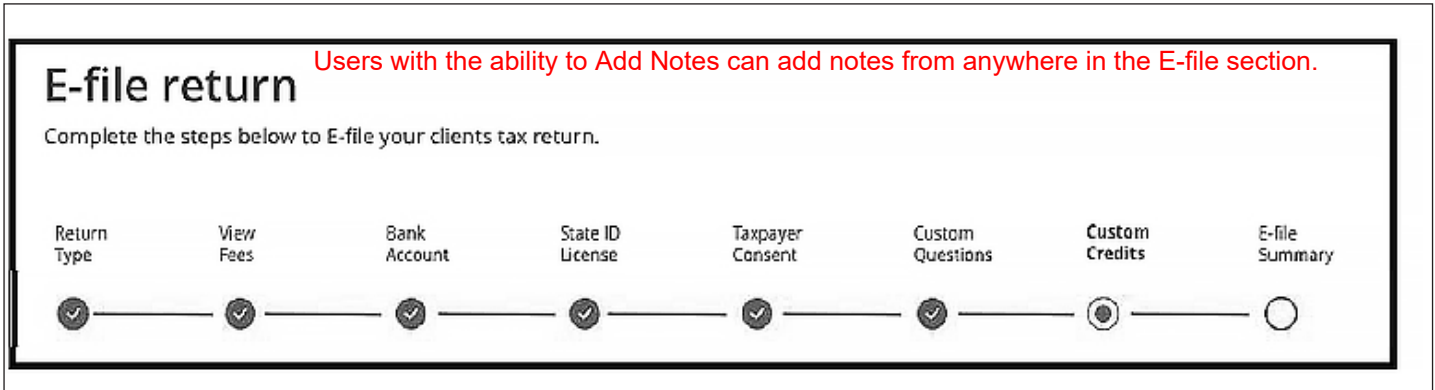 Users with the ability to Add Notes can add notes from anywhere in the E-file section.
E-file return
Complete the steps below to E-file your clients tax return.
Return Type
View Fees
Bank Account
State ID License
Taxpayer Consent
Custom Questions
Custom Credits
E-file Summary